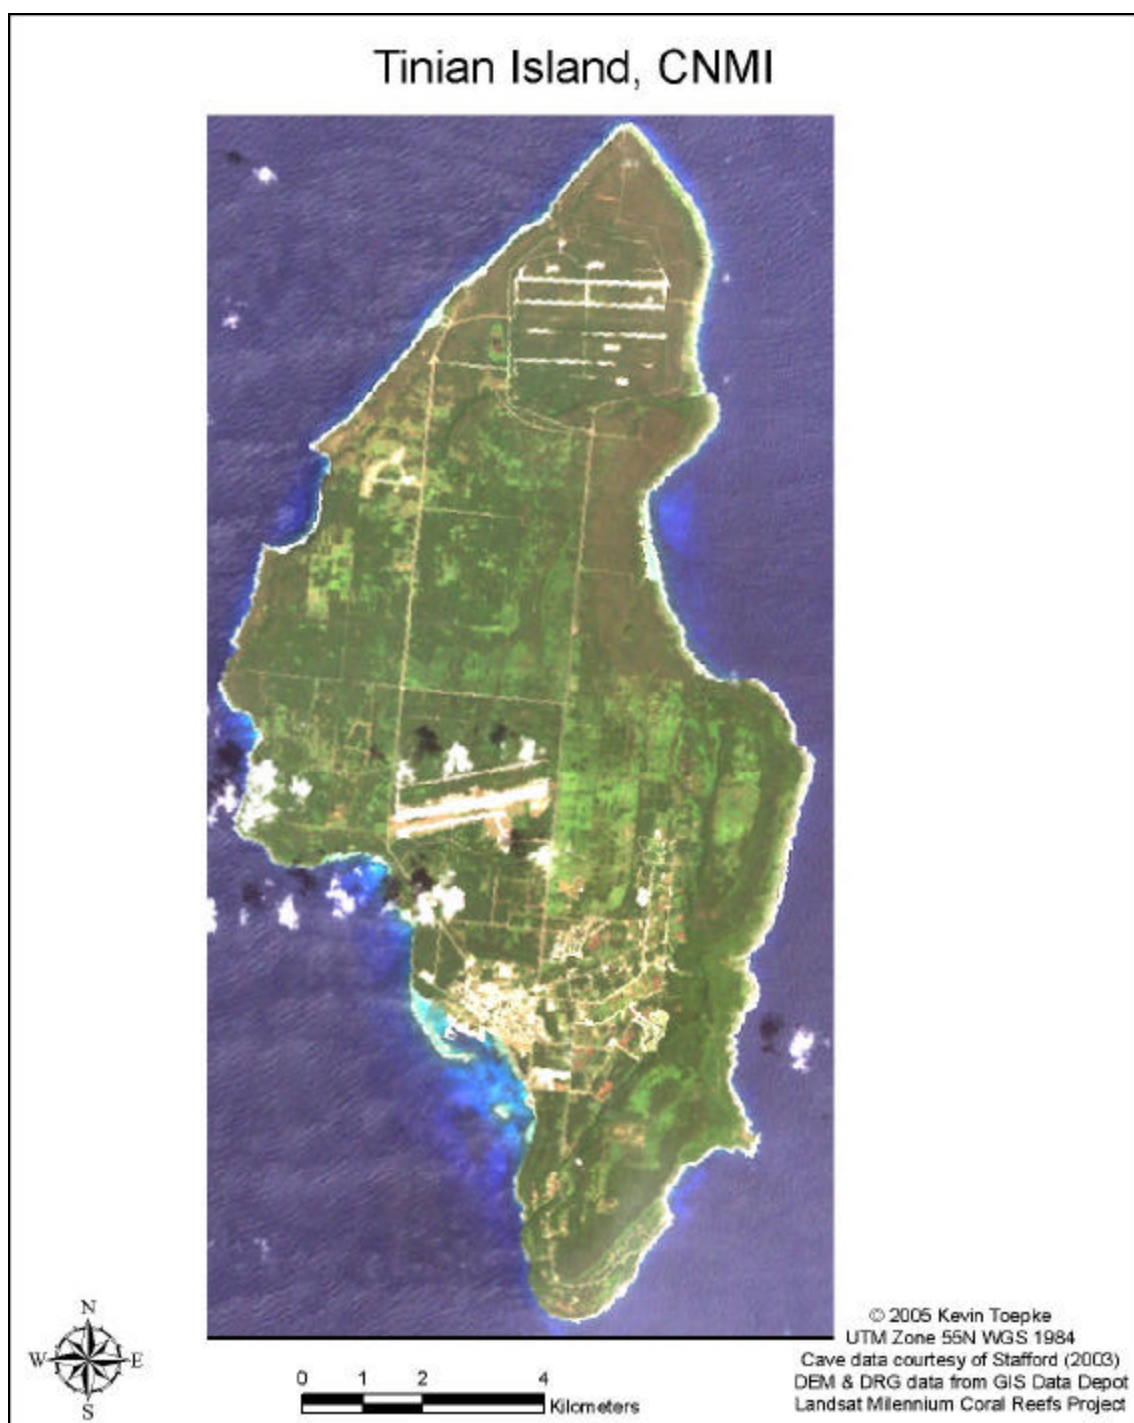 Tinian Island, CNMI
N
W E
S
0 1 2 4
Kilometers
© 2005 Kevin Toepke
UTM Zone 55N WGS 1984
Cave data courtesy of Stafford (2003)
DEM & DRG data from GIS Data Depot
Landsat Milennium Coral Reefs Project